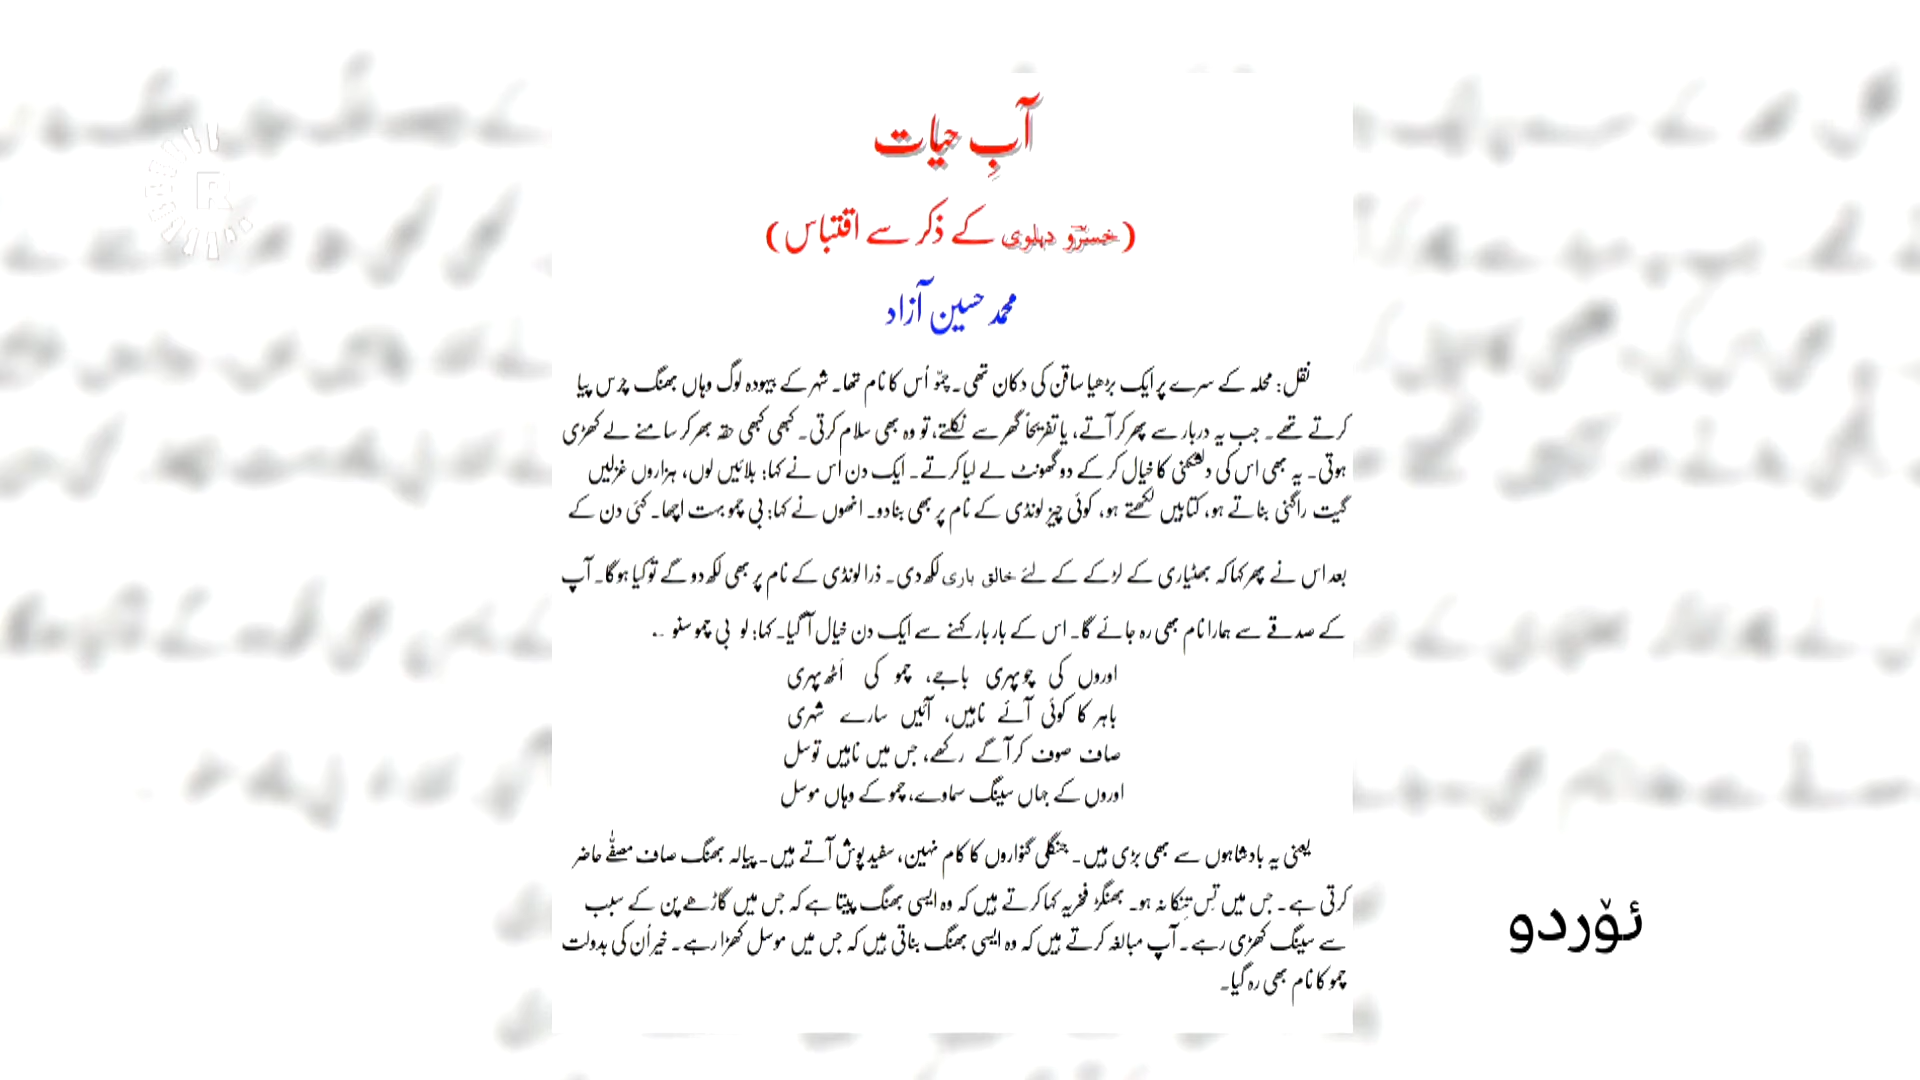 آبِ حیات
(خسرؔو دہلوی کے ذکر سے اقتباس)
محمد حسین آزاد
نقل: محلہ کے سرے پر ایک بڑھیا ساقن کی دکان تھی۔ چمّو اُس کا نام تھا۔ شہر کے بیہودہ لوگ وہاں بھنگ چرس پیا
کرتے تھے۔ جب یہ دربار سے پھر کر آتے، یا تفریحاً گھر سے نکلتے، تو وہ بھی سلام کرتی۔ کبھی کبھی حقہ بھر کر سامنے لے کھڑی
ہوتی۔ یہ بھی اس کی دلشکنی کا خیال کر کے دو گھونٹ لے لیا کرتے۔ ایک دن اس نے کہا: بلائیں لوں، ہزاروں غزلیں
گیت راگنی بناتے ہو، کتابیں لکھتے ہو، کوئی چیز لونڈی کے نام پر بھی بنا دو۔ انھوں نے کہا: بی چمو بہت اچھا۔ کئی دن کے
بعد اس نے پھر کہا کہ بھٹیاری کے لڑکے کے لئے خالق باری لکھ دی۔ ذرا لونڈی کے نام پر بھی لکھ دو گے تو کیا ہوگا۔ آپ
کے صدقے سے ہمارا نام بھی رہ جائے گا۔ اس کے بار بار کہنے سے ایک دن خیال آ گیا۔ کہا: لو بی چمو سنو ۔
اوروں کی چوپہری باجے، چمو کی اٹھ پہری
باہر کا کوئی آئے ناہیں، آئیں سارے شہری
صاف صوف کر آگے رکھے، جس میں ناہیں توسل
اوروں کے جہاں سینگ سماوے، چمو کے وہاں موسل
یعنی یہ بادشاہوں سے بھی بڑی ہیں۔ جنگلی گنواروں کا کام نہیں، سفید پوش آتے ہیں۔ پیالہ بھنگ صاف مصفّٰے حاضر
کرتی ہے۔ جس میں تِس تِنکا نہ ہو۔ بھنگڑ فخریہ کہا کرتے ہیں کہ وہ ایسی بھنگ پیتا ہے کہ جس میں گاڑھے پن کے سبب
سے سینگ کھڑی رہے۔ آپ مبالغہ کرتے ہیں کہ وہ ایسی بھنگ بناتی ہیں کہ جس میں موسل کھڑا رہے۔ خیر اُن کی بدولت
چمو کا نام بھی رہ گیا۔
ئۆردو